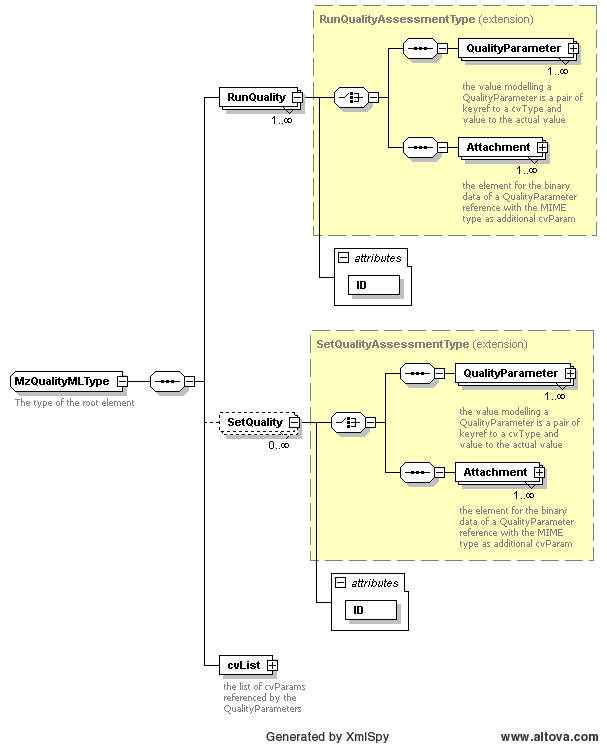 RunQualityAssessmentType (extension)
QualityParameter
1..∞
the value modelling a
QualityParameter is a pair of
keyref to a cvType and
value to the actual value
RunQuality
1..∞
Attachment
1..∞
the element for the binary
data of a QualityParameter
reference with the MIME
type as additional cvParam
attributes
ID
SetQualityAssessmentType (extension)
QualityParameter
1..∞
the value modelling a
QualityParameter is a pair of
keyref to a cvType and
value to the actual value
MzQualityMLType
The type of the root element
SetQuality
0..∞
Attachment
1..∞
the element for the binary
data of a QualityParameter
reference with the MIME
type as additional cvParam
attributes
ID
cvList
the list of cvParams
referenced by the
QualityParameters
Generated by XmlSpy
www.altova.com